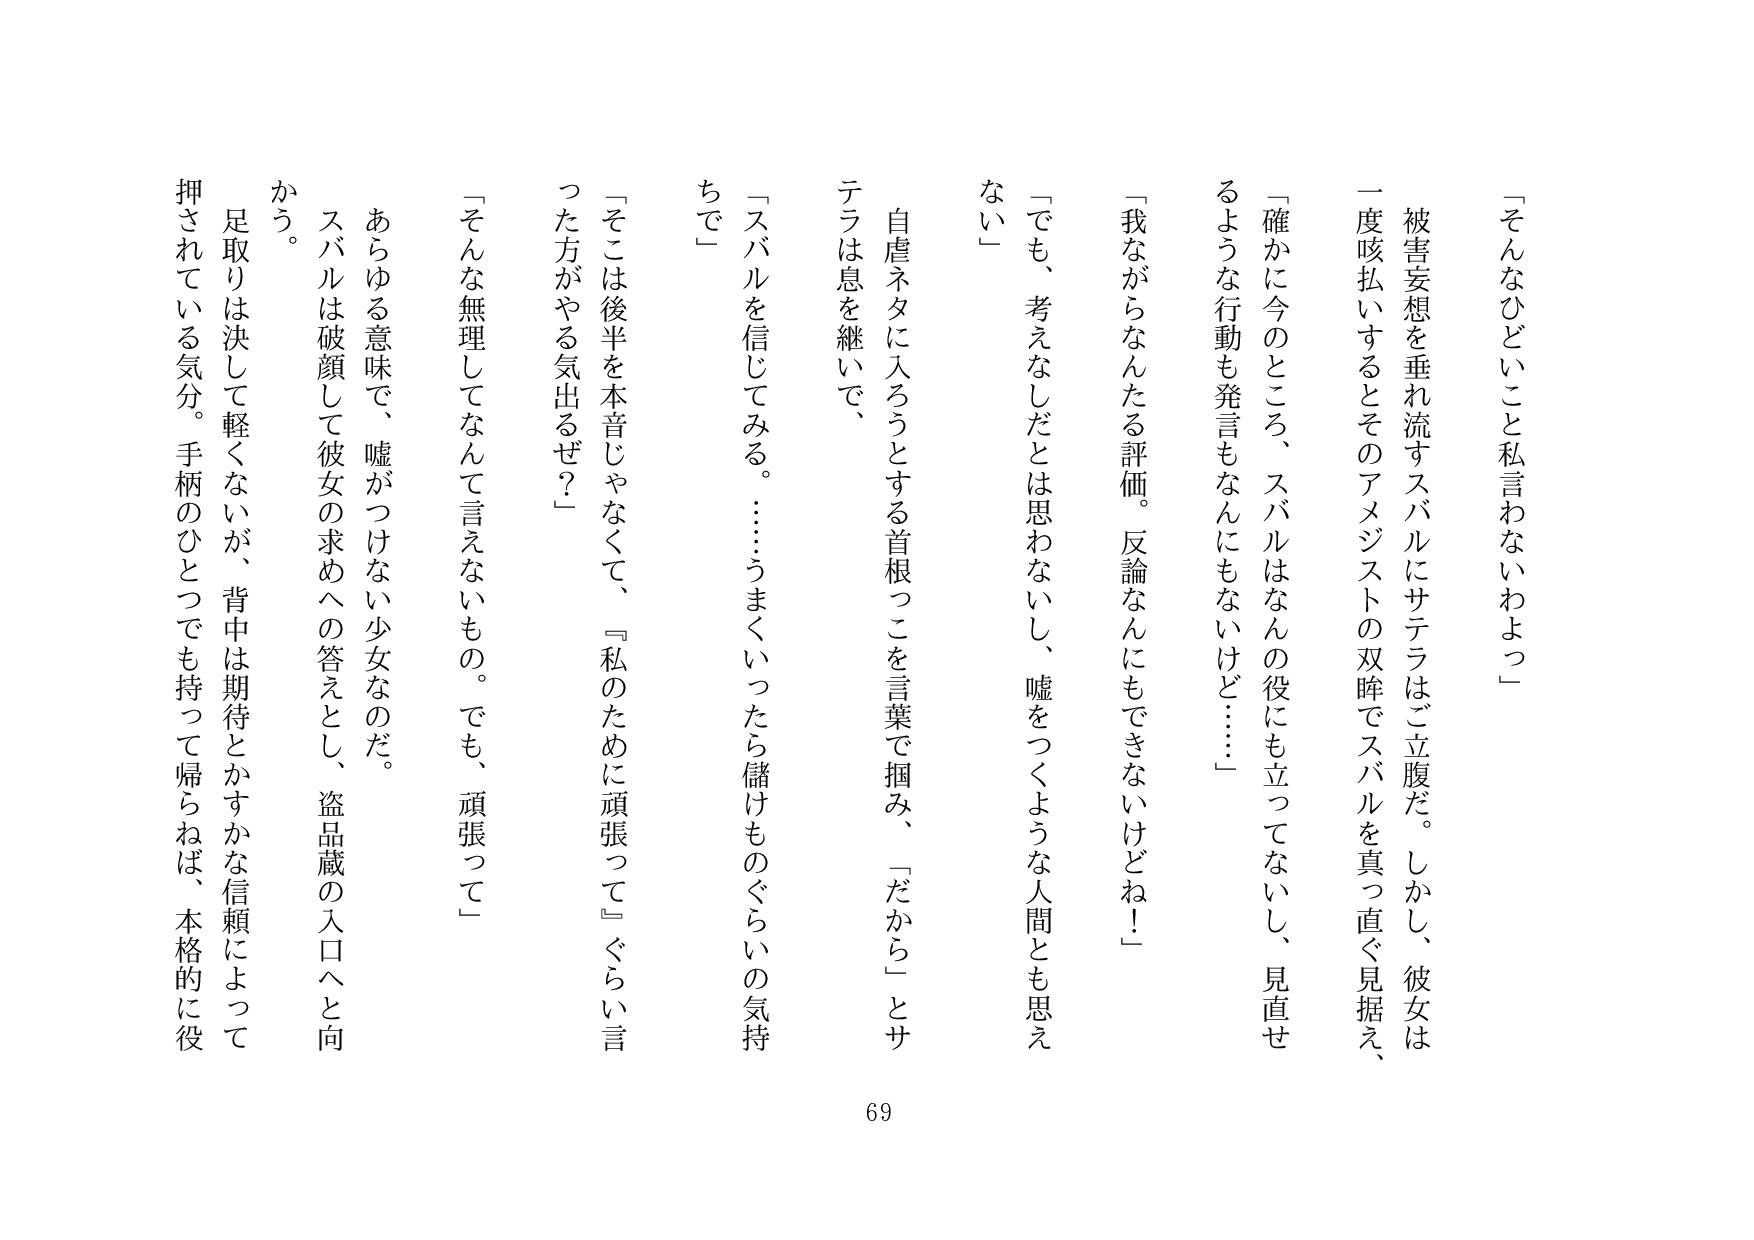 「そんなひどいこと私言わないわよっ」
　被害妄想を垂れ流すスバルにサテラはご立腹だ。しかし、彼女は
一度咳払いするとそのアメジストの双眸でスバルを真っ直ぐ見据え、
「確かに今のところ、スバルはなんの役にも立ってないし、見直せ
るような行動も発言もなんにもないけど……」
「我ながらなんたる評価。反論なんにもできないけどね！」
「でも、考えなしだとは思わないし、嘘をつくような人間とも思え
ない」
　自虐ネタに入ろうとする首根っこを言葉で掴み、「だから」とサ
テラは息を継いで、
「スバルを信じてみる。……うまくいったら儲けものぐらいの気持
ちで」
「そこは後半を本音じゃなくて、『私のために頑張って』ぐらい言
った方がやる気出るぜ？」
「そんな無理してなんて言えないもの。でも、頑張って」
　あらゆる意味で、嘘がつけない少女なのだ。
　スバルは破顔して彼女の求めへの答えとし、盗品蔵の入口へと向
かう。
　足取りは決して軽くないが、背中は期待とかすかな信頼によって
押されている気分。手柄のひとつでも持って帰らねば、本格的に役
69